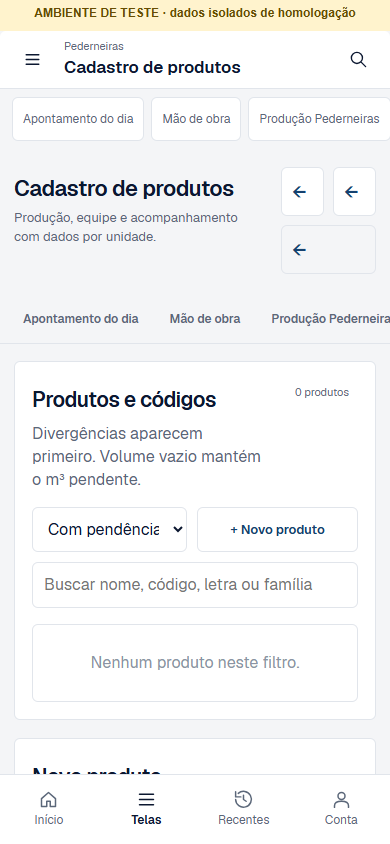 AMBIENTE DE TESTE · dados isolados de homologação
Pederneiras
Cadastro de produtos
Apontamento do dia
Mão de obra
Produção Pederneiras
Cadastro de produtos
Produção, equipe e acompanhamento
com dados por unidade.
Apontamento do dia
Mão de obra
Produção Pederneira
Produtos e códigos
0 produtos
Divergências aparecem
primeiro. Volume vazio mantém
o m³ pendente.
Com pendência
+ Novo produto
Buscar nome, código, letra ou família
Nenhum produto neste filtro.
Novo produto
Início
Telas
Recentes
Conta